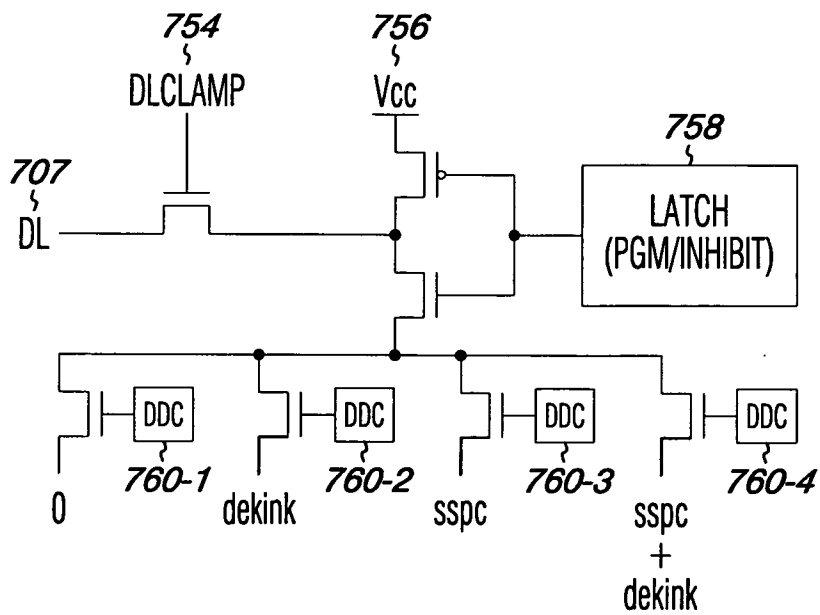 754
756
DLCLAMP
Vcc
758
707
DL
LATCH
(PGM/INHIBIT)
DDC
DDC
DDC
DDC
760-1
760-2
760-3
760-4
0
dekink
sspc
sspc
+
dekink